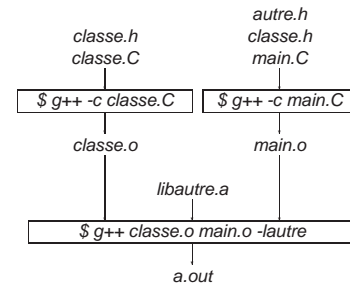 autre.h
classe.h
classe.h
classe.C
main.C
$ g++ -c classe.C
$ g++ -c main.C
classe.o
main.o
libautre.a
$ g++ classe.o main.o -lautre
a.out